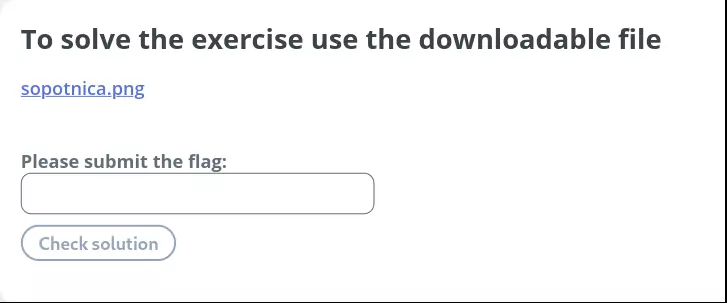 To solve the exercise use the downloadable file
sopotnica.png
Please submit the flag:
Check solution